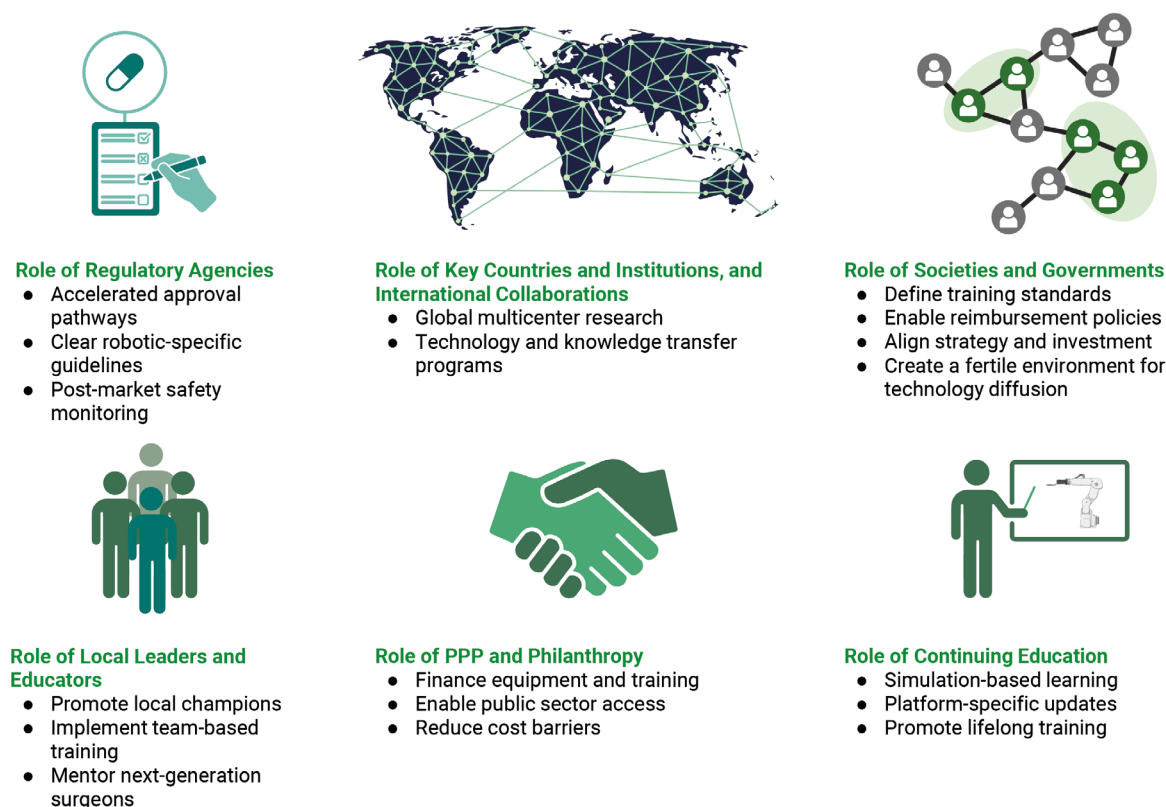 Role of Regulatory Agencies
● Accelerated approval
pathways
● Clear robotic-specific
guidelines
● Post-market safety
monitoring
Role of Key Countries and Institutions, and
International Collaborations
● Global multicenter research
● Technology and knowledge transfer
programs
Role of Societies and Governments
● Define training standards
● Enable reimbursement policies
● Align strategy and investment
● Create a fertile environment for
technology diffusion
Role of Local Leaders and
Educators
● Promote local champions
● Implement team-based
training
● Mentor next-generation
surgeons
Role of PPP and Philanthropy
● Finance equipment and training
● Enable public sector access
● Reduce cost barriers
Role of Continuing Education
● Simulation-based learning
● Platform-specific updates
● Promote lifelong training